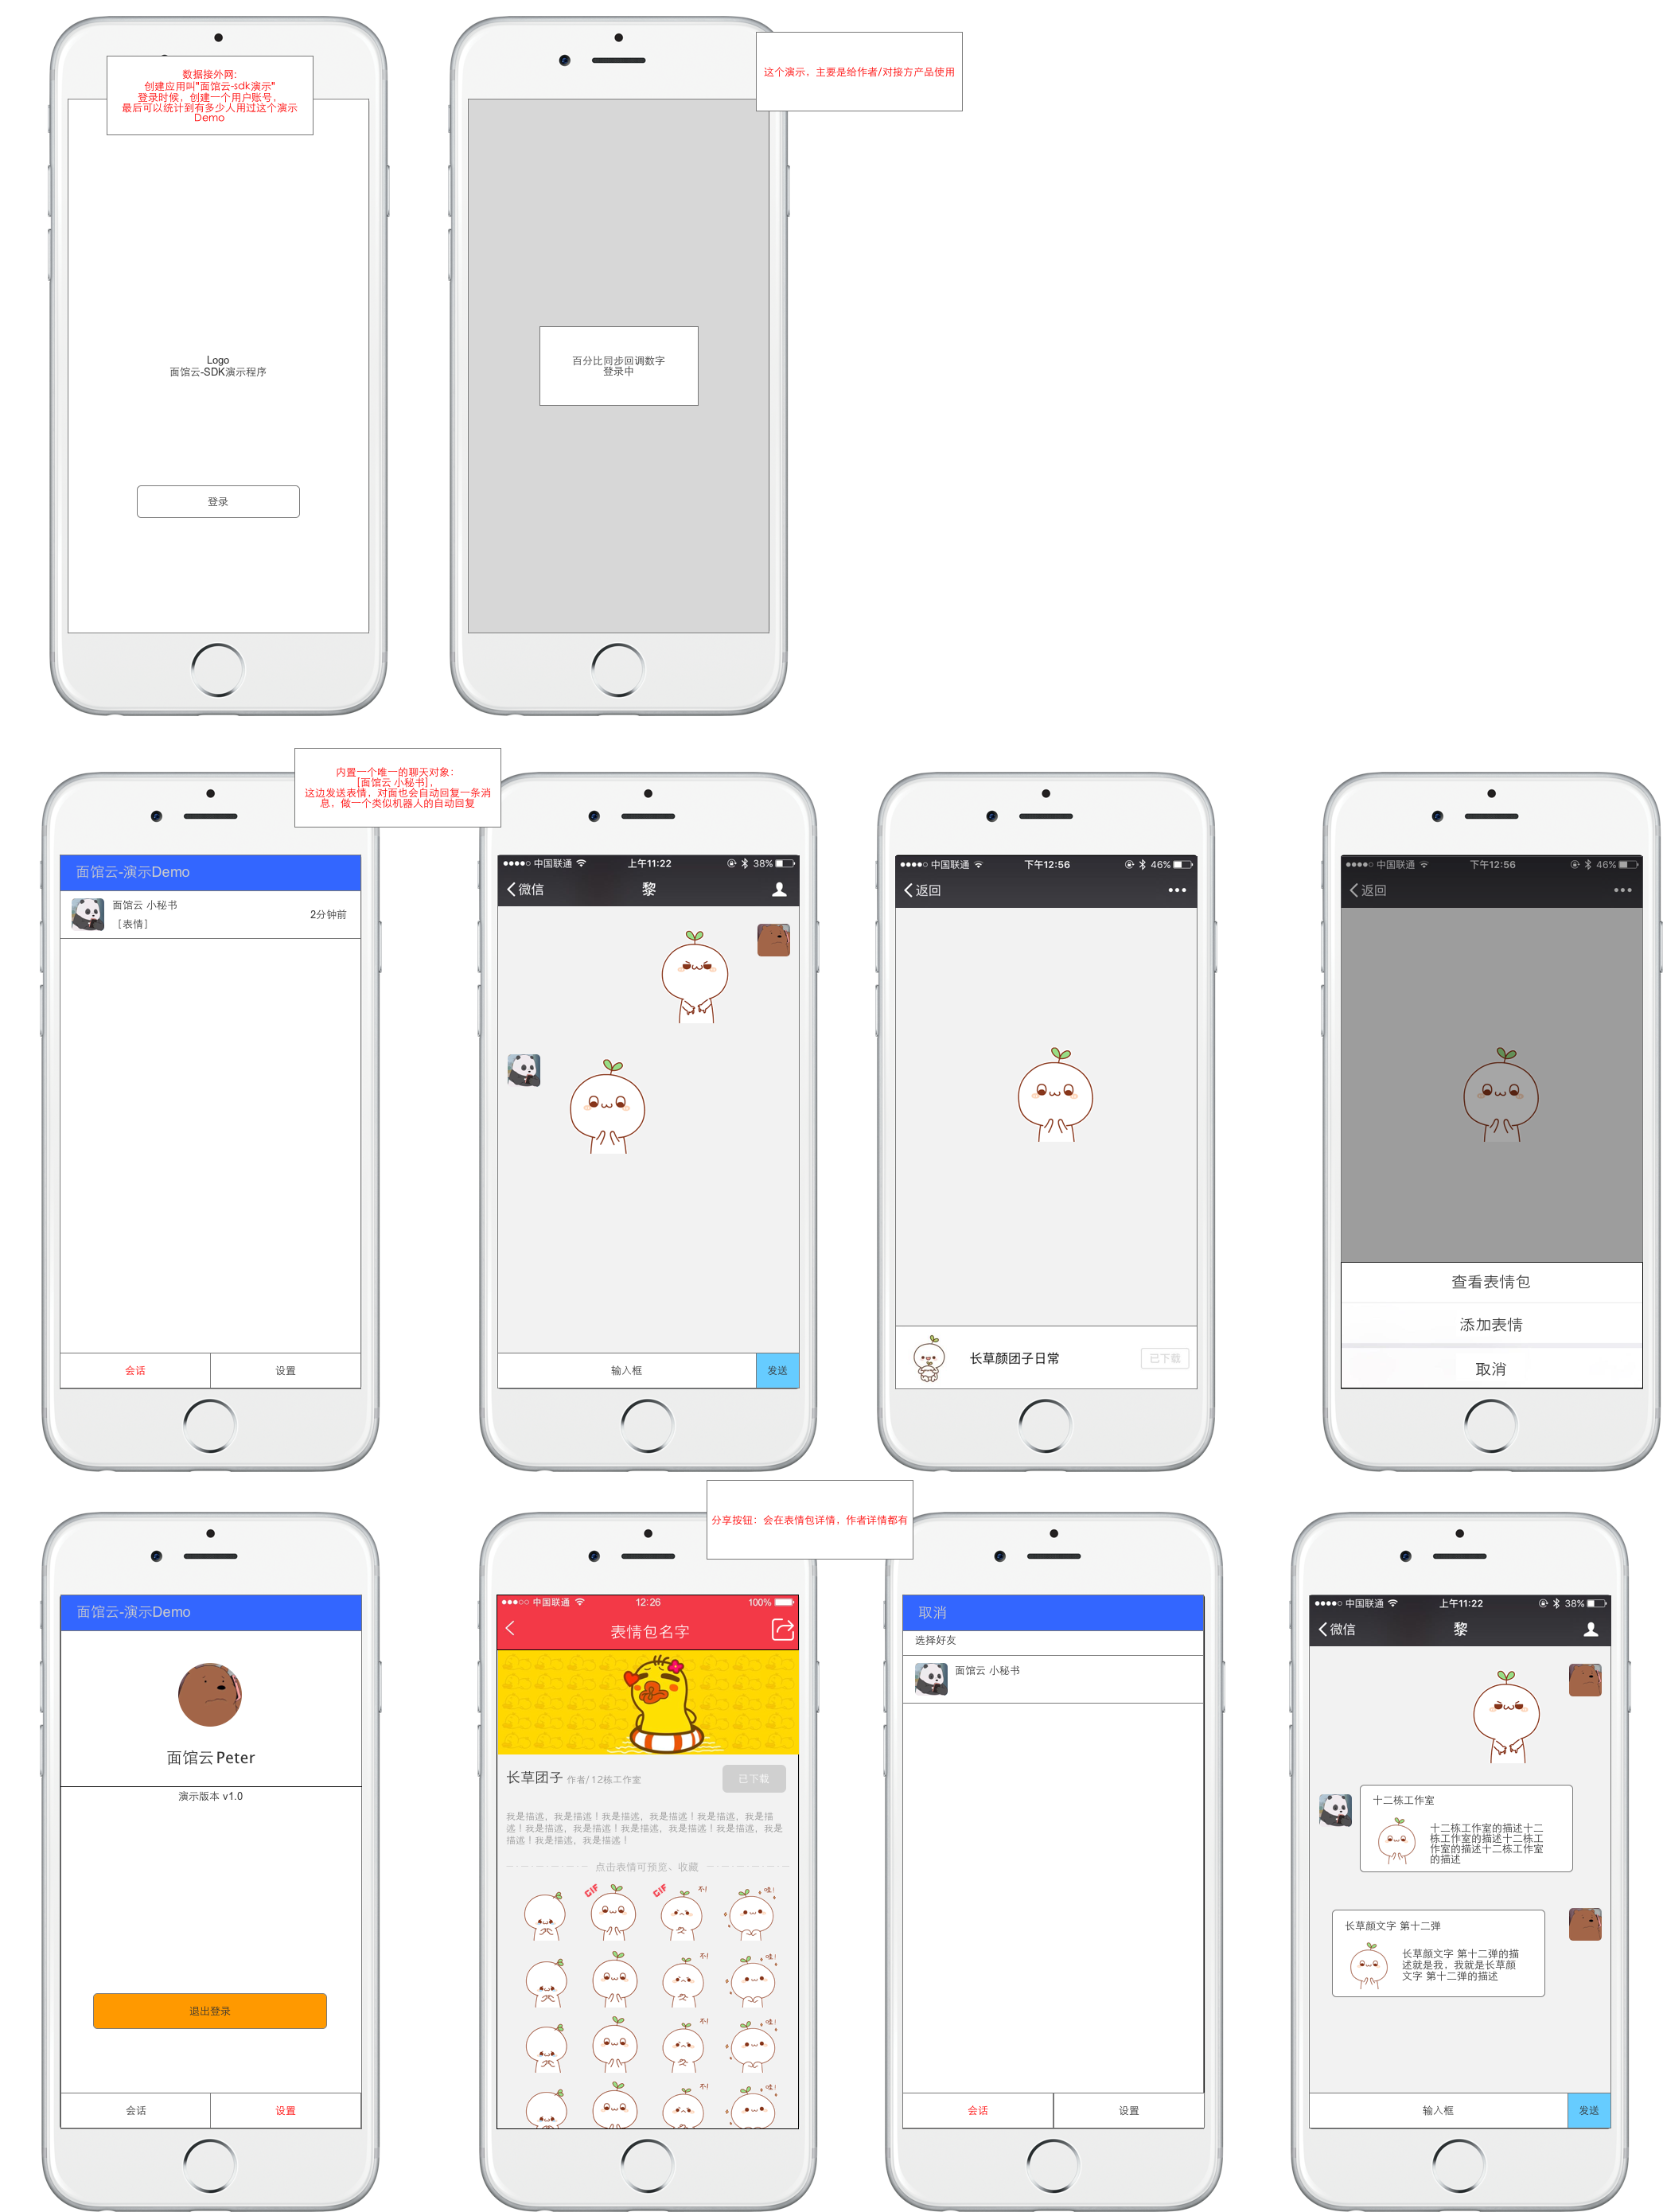 数据接外网：
创建应用叫"面馆云-sdk演示"
登录时候，创建一个用户账号，
最后可以统计到有多少人用过这个演示
Demo
Logo
面馆云-SDK演示程序
登录
这个演示，主要是给作者/对接方产品使用
百分比同步回调数字
登录中
内置一个唯一的聊天对象：
[面馆云 小秘书]，
这边发送表情，对面也会自动回复一条消
息，做一个类似机器人的自动回复
面馆云-演示Demo
面馆云 小秘书
［表情］
2分钟前
会话
设置
中国联通
上午11:22
38%
微信
黎
输入框
发送
中国联通
下午12:56
46%
返回
长草颜团子日常
已下载
中国联通
下午12:56
46%
返回
查看表情包
添加表情
取消
面馆云-演示Demo
面馆云 Peter
演示版本 v1.0
退出登录
会话
设置
分享按钮：会在表情包详情，作者详情都有
中国联通
12:26
100%
表情包名字
长草团子 作者/ 12栋工作室
已下载
我是描述，我是描述！我是描述，我是描述！我是描述，我是描
述！我是描述，我是描述！我是描述，我是描述！我是描述，我是
描述！我是描述，我是描述！
点击表情可预览、收藏
GIF
GIF
不!
哇!
不!
哇!
不!
哇!
不!
哇!
取消
选择好友
面馆云 小秘书
会话
设置
中国联通
上午11:22
38%
微信
黎
十二栋工作室
十二栋工作室的描述十二
栋工作室的描述十二栋工
作室的描述十二栋工作室
的描述
长草颜文字 第十二弹
长草颜文字 第十二弹的描
述就是我，我就是长草颜
文字 第十二弹的描述
输入框
发送